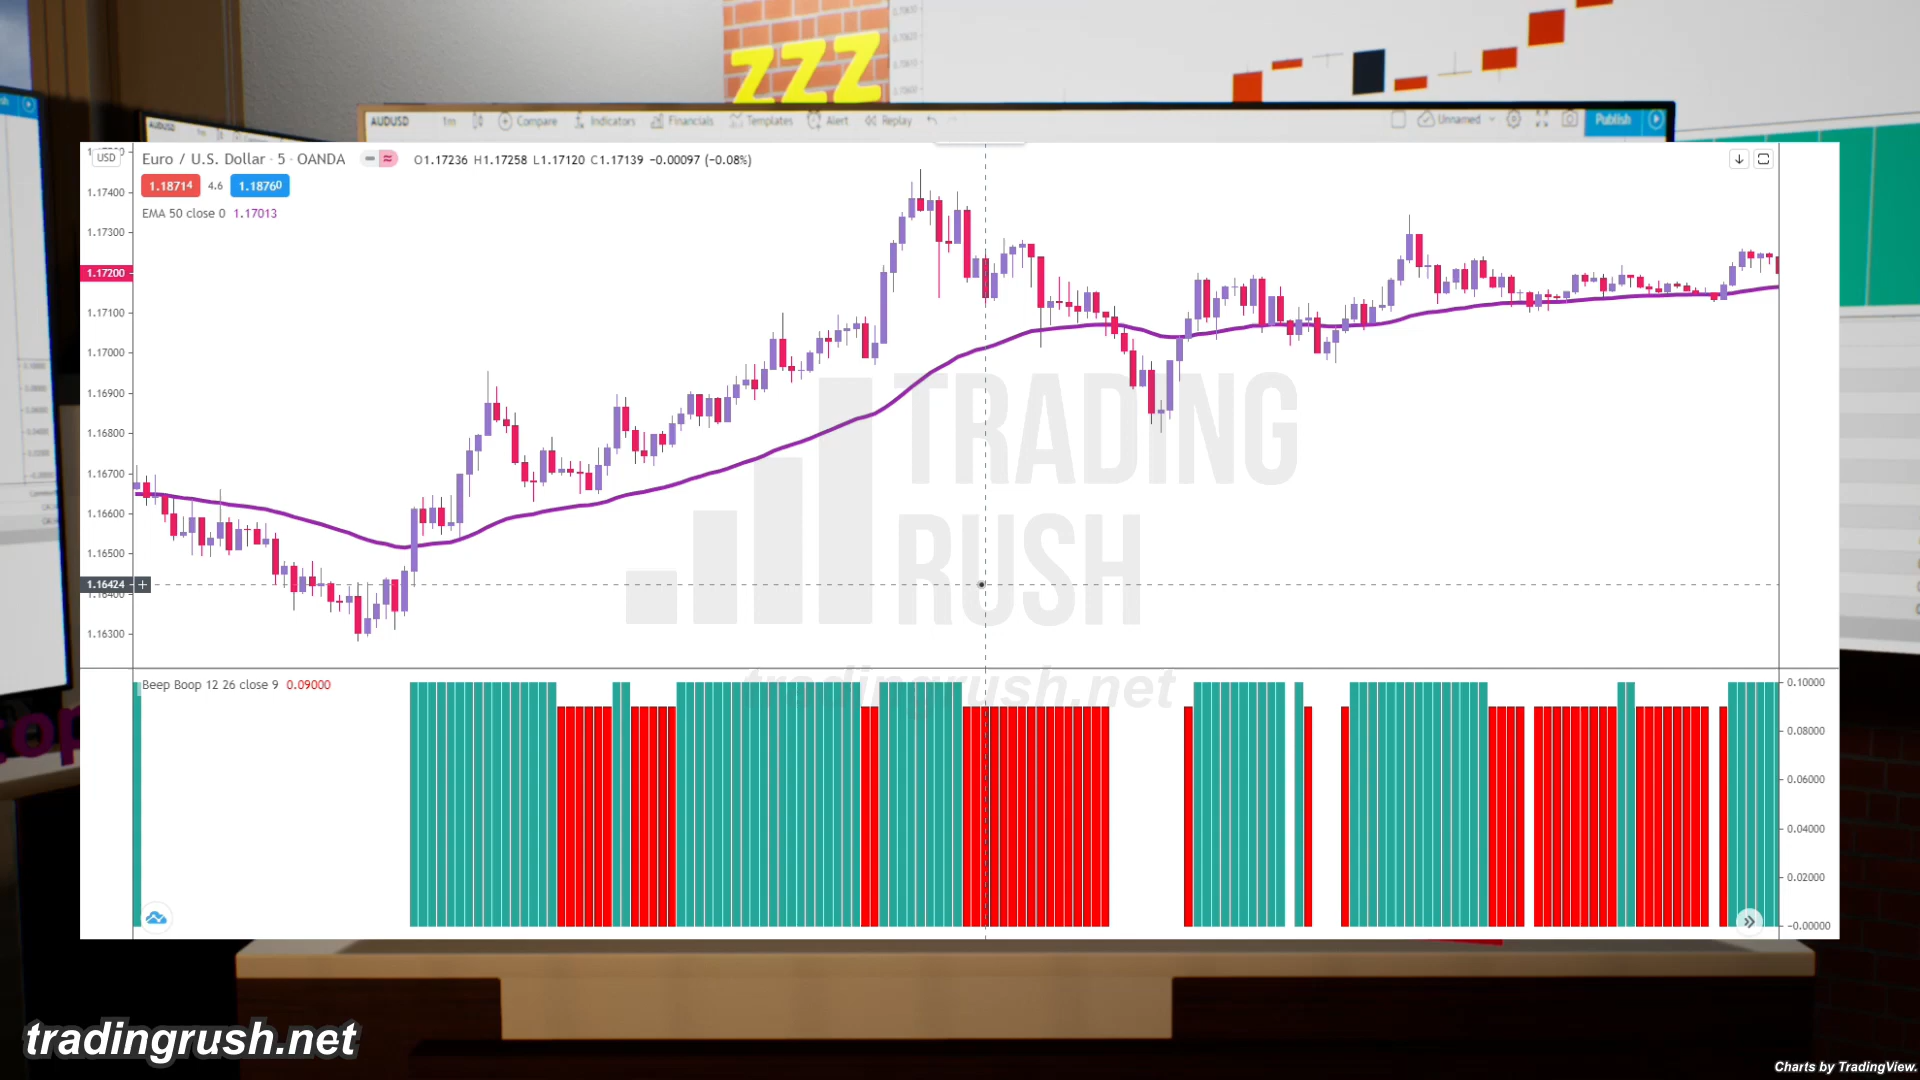 ZZZ
AUDUSD 1m Compare Indicators Financials Templates Alert Replay Unnamed Publish
AUDUSD
USD
Euro / U.S. Dollar · 5 · OANDA O1.17236 H1.17258 L1.17120 C1.17139 −0.00097 (−0.08%)
1.18714 4.6 1.18760
EMA 50 close 0 1.17013
1.17400
1.17300
1.17200
1.17100
1.17000
1.16900
1.16800
1.16700
1.16600
1.16500
1.16424
1.16400
1.16300
TRADING
RUSH
tradingrush.net
Beep Boop 12 26 close 9 0.09000
0.10000
0.08000
0.06000
0.04000
0.02000
−0.00000
tradingrush.net
Charts by TradingView.